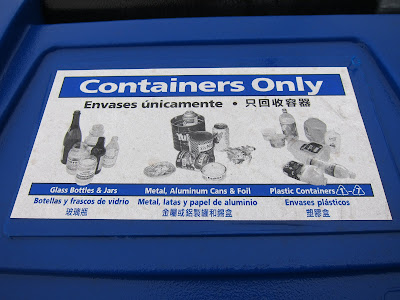 Containers Only
Envases únicamente • 只回收容器
Glass Bottles & Jars
Botellas y frascos de vidrio
玻璃瓶
Metal, Aluminum Cans & Foil
Metal, latas y papel de aluminio
金屬或鋁製罐和錫盒
Plastic Containers 1-7
Envases plásticos
塑膠盒